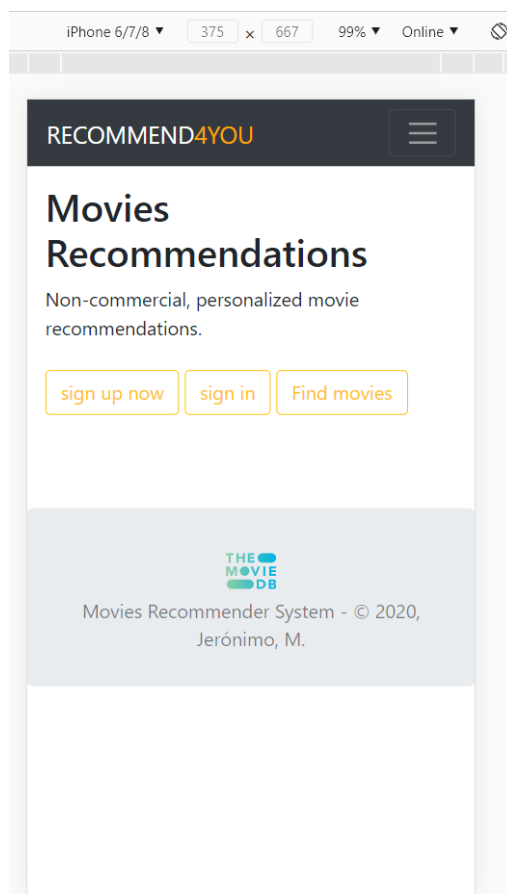 iPhone 6/7/8 ▼ 375 × 667 99% ▼ Online ▼
RECOMMEND4YOU
Movies
Recommendations
Non-commercial, personalized movie
recommendations.
sign up now sign in Find movies
THE
MOVIE
DB
Movies Recommender System - © 2020,
Jerónimo, M.